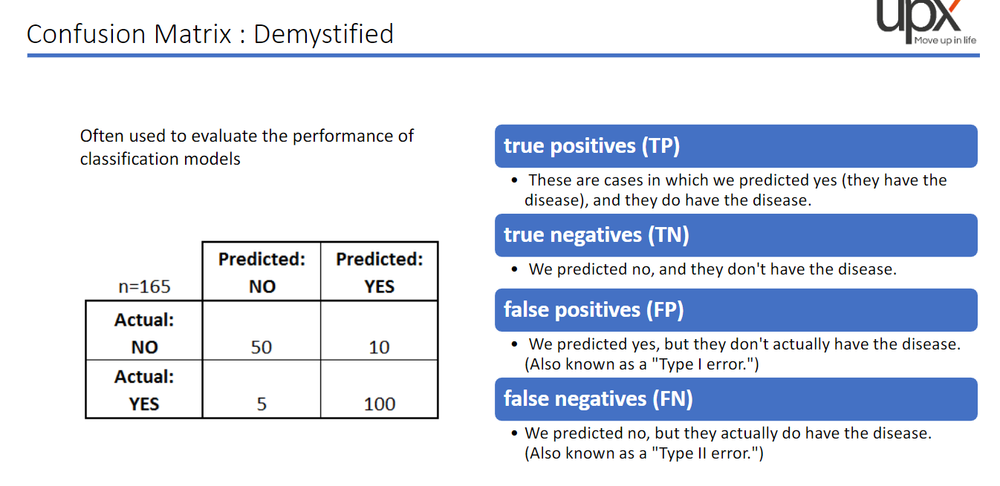 Confusion Matrix : Demystified
upx
Move up in life
Often used to evaluate the performance of
classification models
n=165
Predicted:
NO
Predicted:
YES
Actual:
NO
50
10
Actual:
YES
5
100
true positives (TP)
• These are cases in which we predicted yes (they have the
disease), and they do have the disease.
true negatives (TN)
• We predicted no, and they don't have the disease.
false positives (FP)
• We predicted yes, but they don't actually have the disease.
(Also known as a "Type I error.")
false negatives (FN)
• We predicted no, but they actually do have the disease.
(Also known as a "Type II error.")